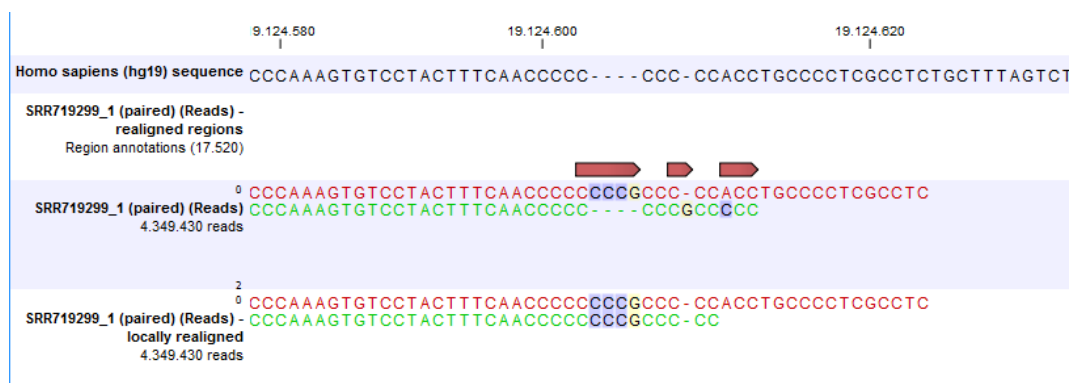 9.124.580
19.124.600
19.124.620
Homo sapiens (hg19) sequence
CCCAAAGTGTCCTACTTTCAACCCCC----CCC-CCACCTGCCCCTCGCCTCTGCTTTAGTCT
SRR719299_1 (paired) (Reads) -
realigned regions
Region annotations (17.520)
0
CCCAAAGTGTCCTACTTTCAACCCCCCCCGCCC-CCACCTGCCCCTCGCCTC
SRR719299_1 (paired) (Reads)
CCCAAAGTGTCCTACTTTCAACCCCC----CCCGCCCCC
4.349.430 reads
2
0
CCCAAAGTGTCCTACTTTCAACCCCCCCCGCCC-CCACCTGCCCCTCGCCTC
SRR719299_1 (paired) (Reads) -
CCCAAAGTGTCCTACTTTCAACCCCCCCCGCCC-CC
locally realigned
4.349.430 reads